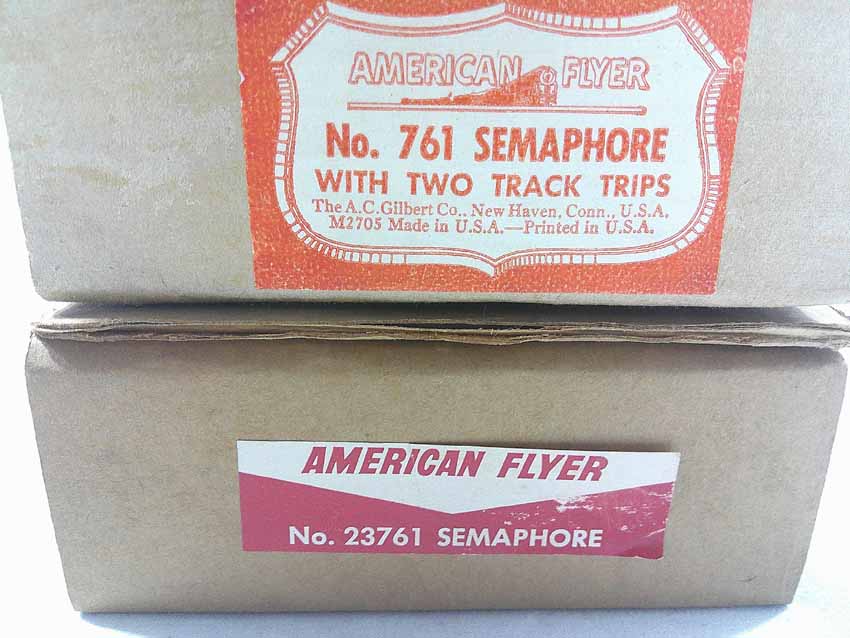 AMERICAN FLYER
No. 761 SEMAPHORE
WITH TWO TRACK TRIPS
The A.C.Gilbert Co., New Haven, Conn., U.S.A.
M2705 Made in U.S.A.—Printed in U.S.A.
AMERICAN FLYER
No. 23761 SEMAPHORE